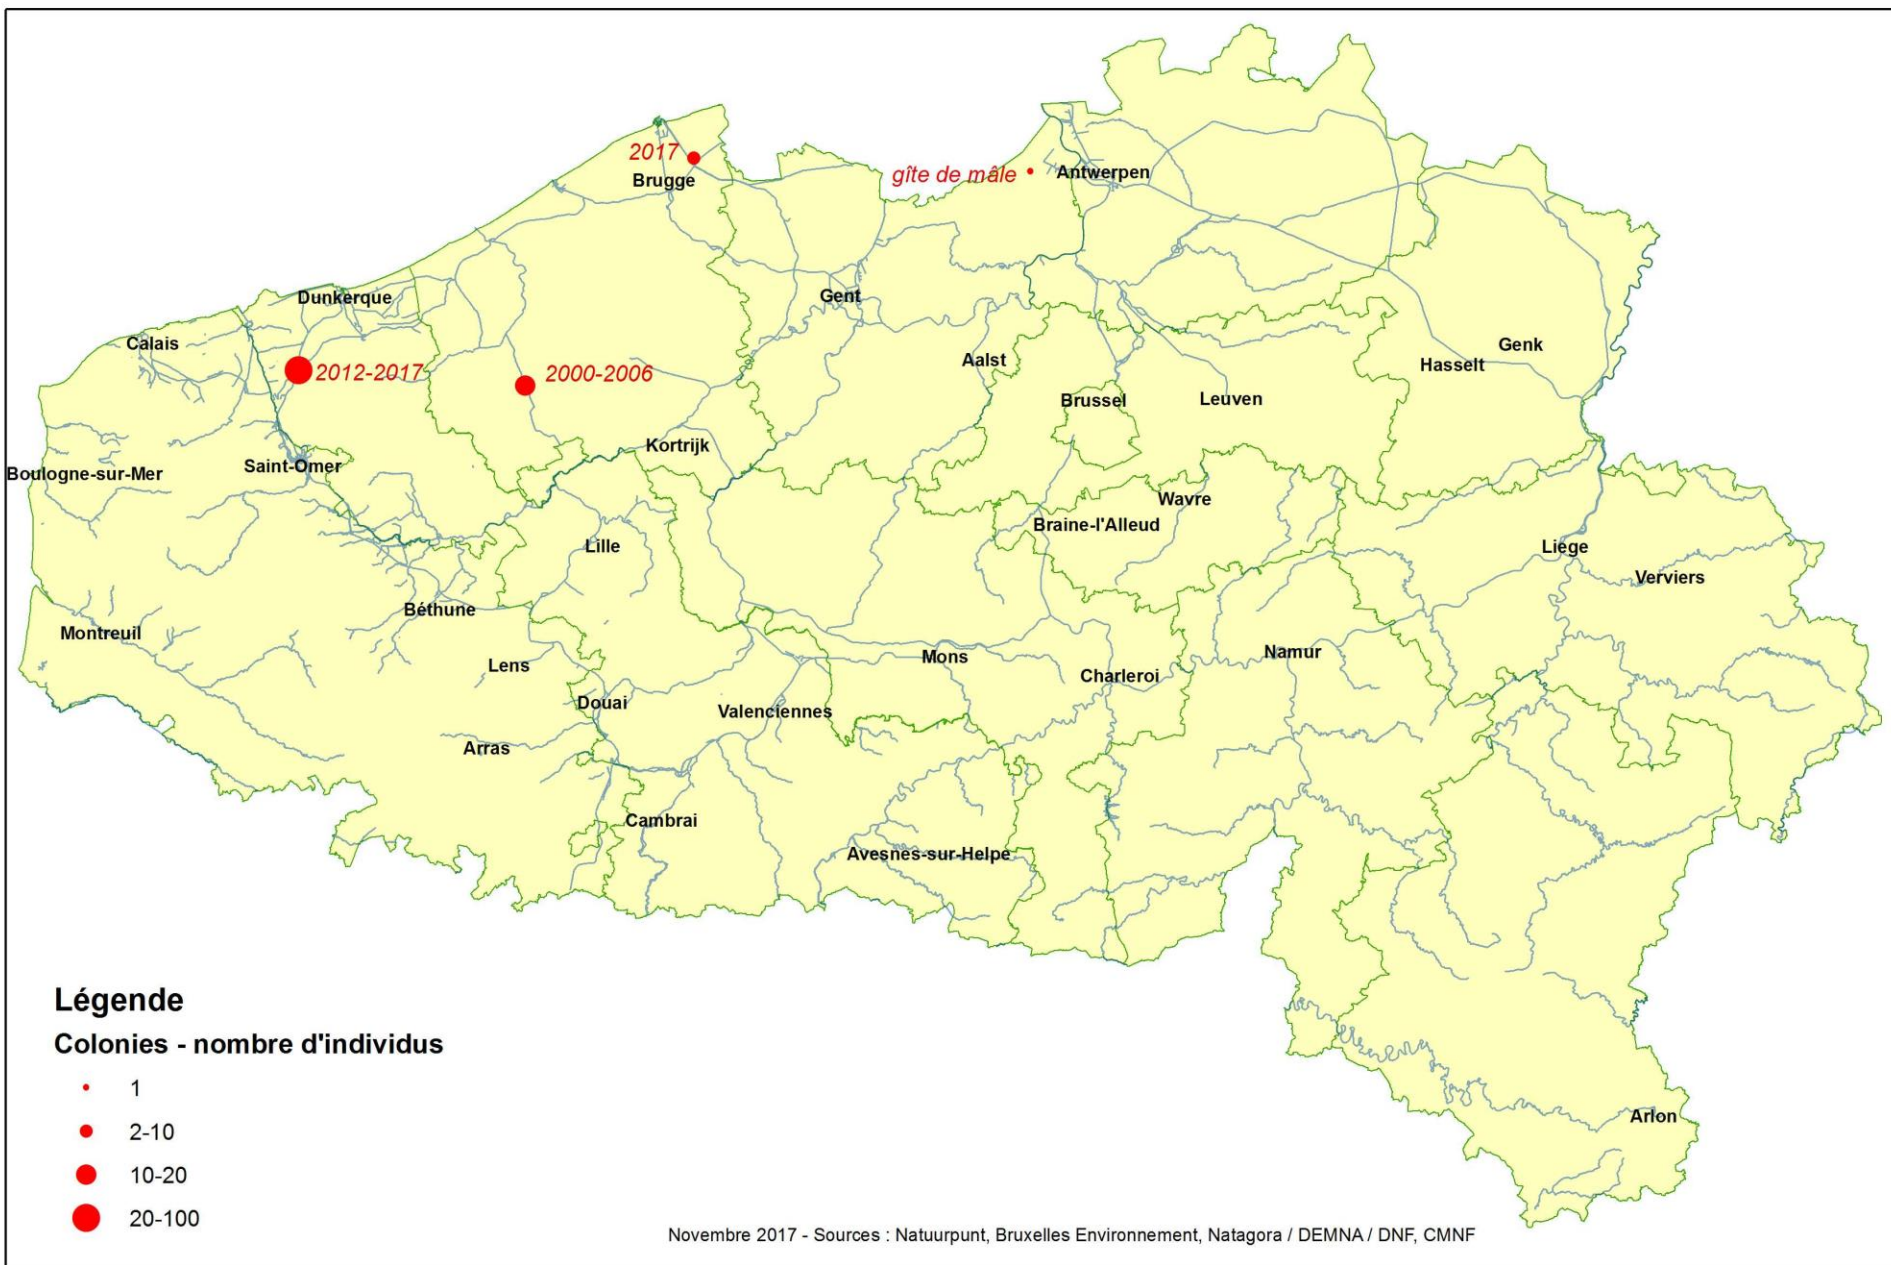 2017
Brugge
gîte de mâle
Antwerpen
Dunkerque
Gent
Calais
2012-2017
2000-2006
Aalst
Brussel
Leuven
Hasselt
Genk
Kortrijk
Saint-Omer
Boulogne-sur-Mer
Wavre
Braine-l'Alleud
Lille
Liège
Verviers
Béthune
Montreuil
Lens
Mons
Namur
Charleroi
Douai
Valenciennes
Arras
Cambrai
Avesnes-sur-Helpe
Arlon
Légende
Colonies - nombre d'individus
1
2-10
10-20
20-100
Novembre 2017 - Sources : Natuurpunt, Bruxelles Environnement, Natagora / DEMNA / DNF, CMNF